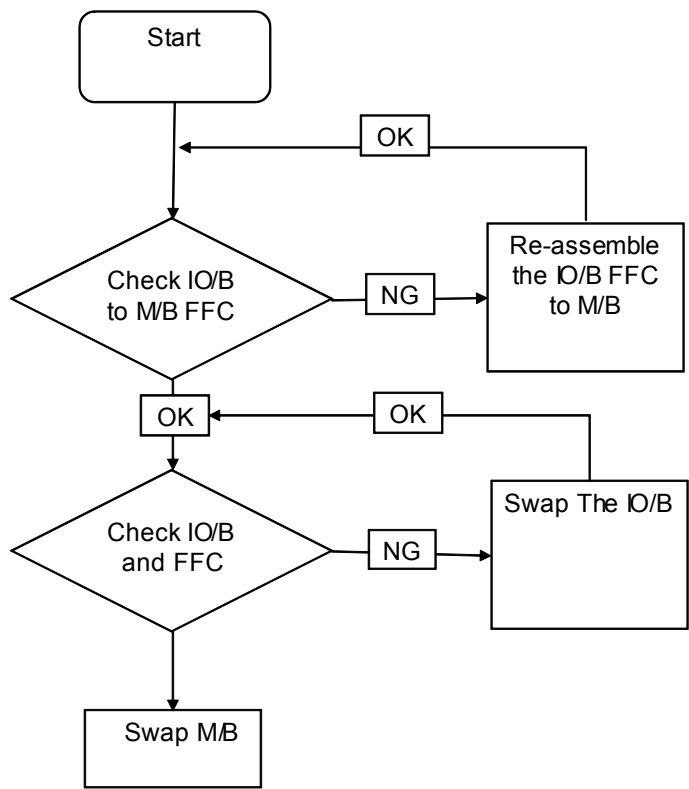 Start
OK
Check IO/B
to M/B FFC
NG
Re-assemble
the IO/B FFC
to M/B
OK
OK
Check IO/B
and FFC
NG
Swap The IO/B
Swap M/B